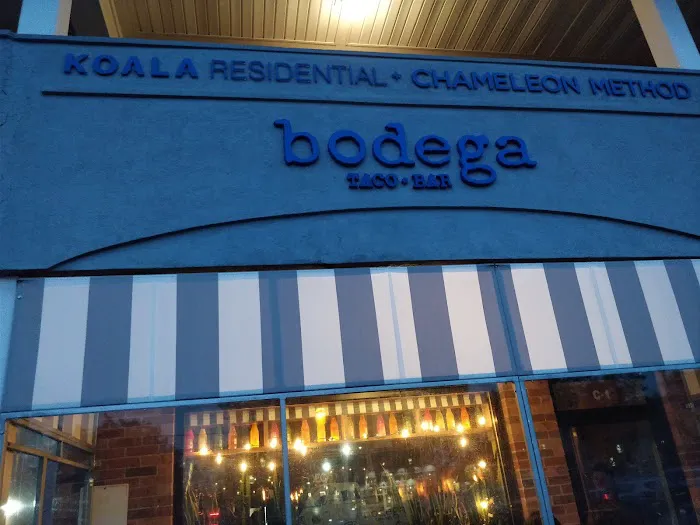 KOALA RESIDENTIAL + CHAMELEON METHOD
bodega
TACO • BAR